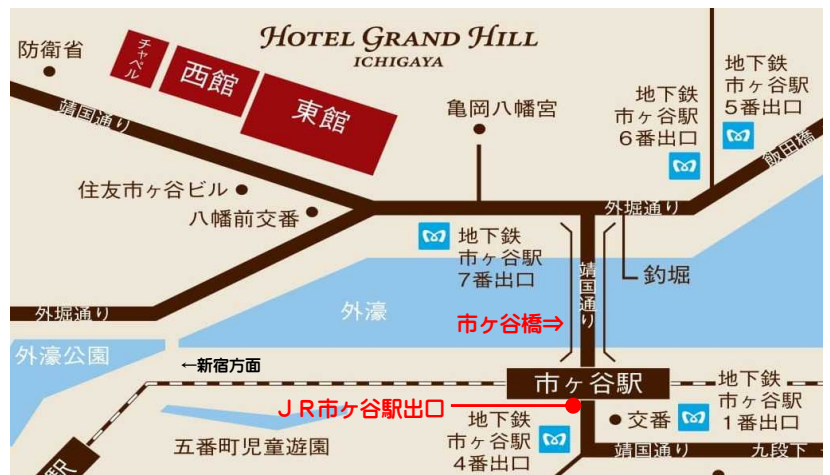 HOTEL GRAND HILL
ICHIGAYA
防衛省
チャペル
西館
東館
靖国通り
亀岡八幡宮
地下鉄
市ヶ谷駅
6番出口
地下鉄
市ヶ谷駅
5番出口
飯田橋
住友市ヶ谷ビル
八幡前交番
外堀通り
地下鉄
市ヶ谷駅
7番出口
靖国通り
釣堀
外堀通り
外濠
市ケ谷橋⇒
外濠公園
←新宿方面
市ヶ谷駅
JR市ケ谷駅出口
地下鉄
市ヶ谷駅
4番出口
交番
地下鉄
市ヶ谷駅
1番出口
五番町児童遊園
靖国通り
九段下
駅